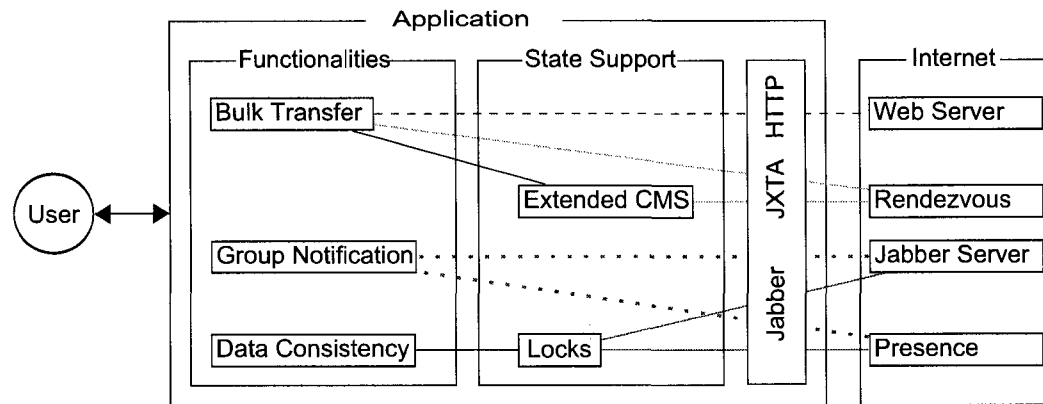 Application
Functionalities
State Support
Internet
HTTP
Bulk Transfer
Web Server
JXTA
User
Extended CMS
Rendezvous
Group Notification
Jabber Server
Jabber
Data Consistency
Locks
Presence